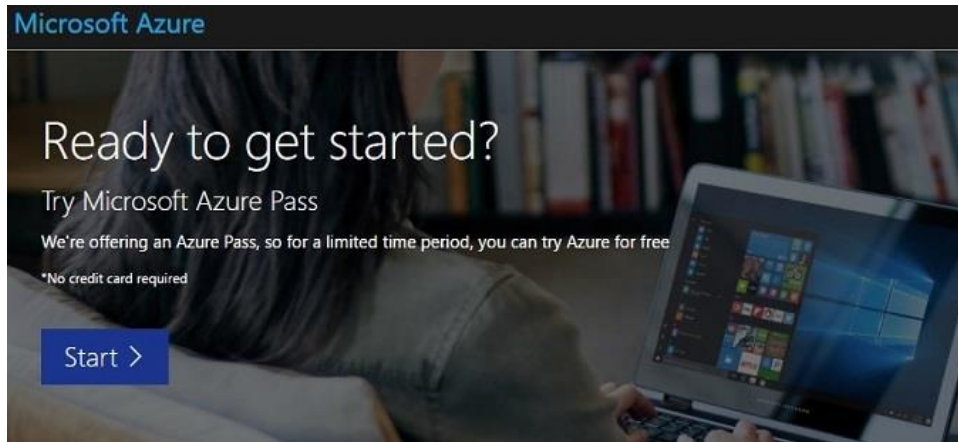 Microsoft Azure
Ready to get started?
Try Microsoft Azure Pass
We're offering an Azure Pass, so for a limited time period, you can try Azure for free
*No credit card required
Start >